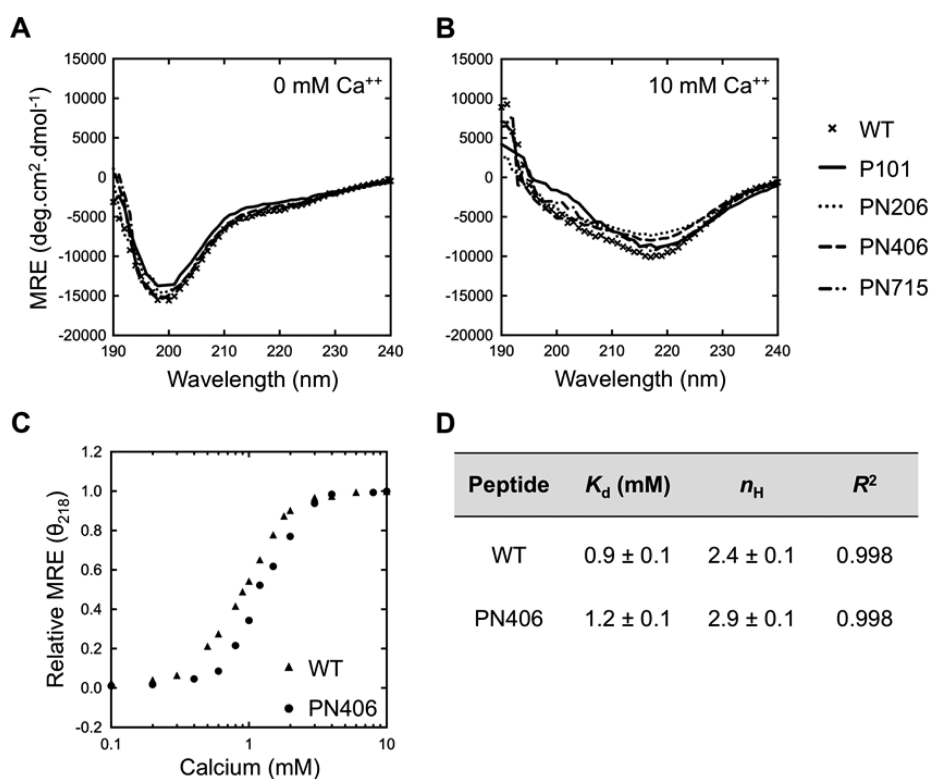 A
15000
10000
5000
0
-5000
-10000
-15000
-20000
0 mM Ca⁺⁺
190 200 210 220 230 240
Wavelength (nm)
MRE (deg.cm².dmol⁻¹)
B
15000
10000
5000
0
-5000
-10000
-15000
-20000
10 mM Ca⁺⁺
190 200 210 220 230 240
Wavelength (nm)
WT
P101
PN206
PN406
PN715
C
1.2
1.0
0.8
0.6
0.4
0.2
0.0
-0.2
Relative MRE (θ₂₁₈)
WT
PN406
0.1 1 10
Calcium (mM)
D
Peptide Kd (mM) nH R²
WT 0.9 ± 0.1 2.4 ± 0.1 0.998
PN406 1.2 ± 0.1 2.9 ± 0.1 0.998